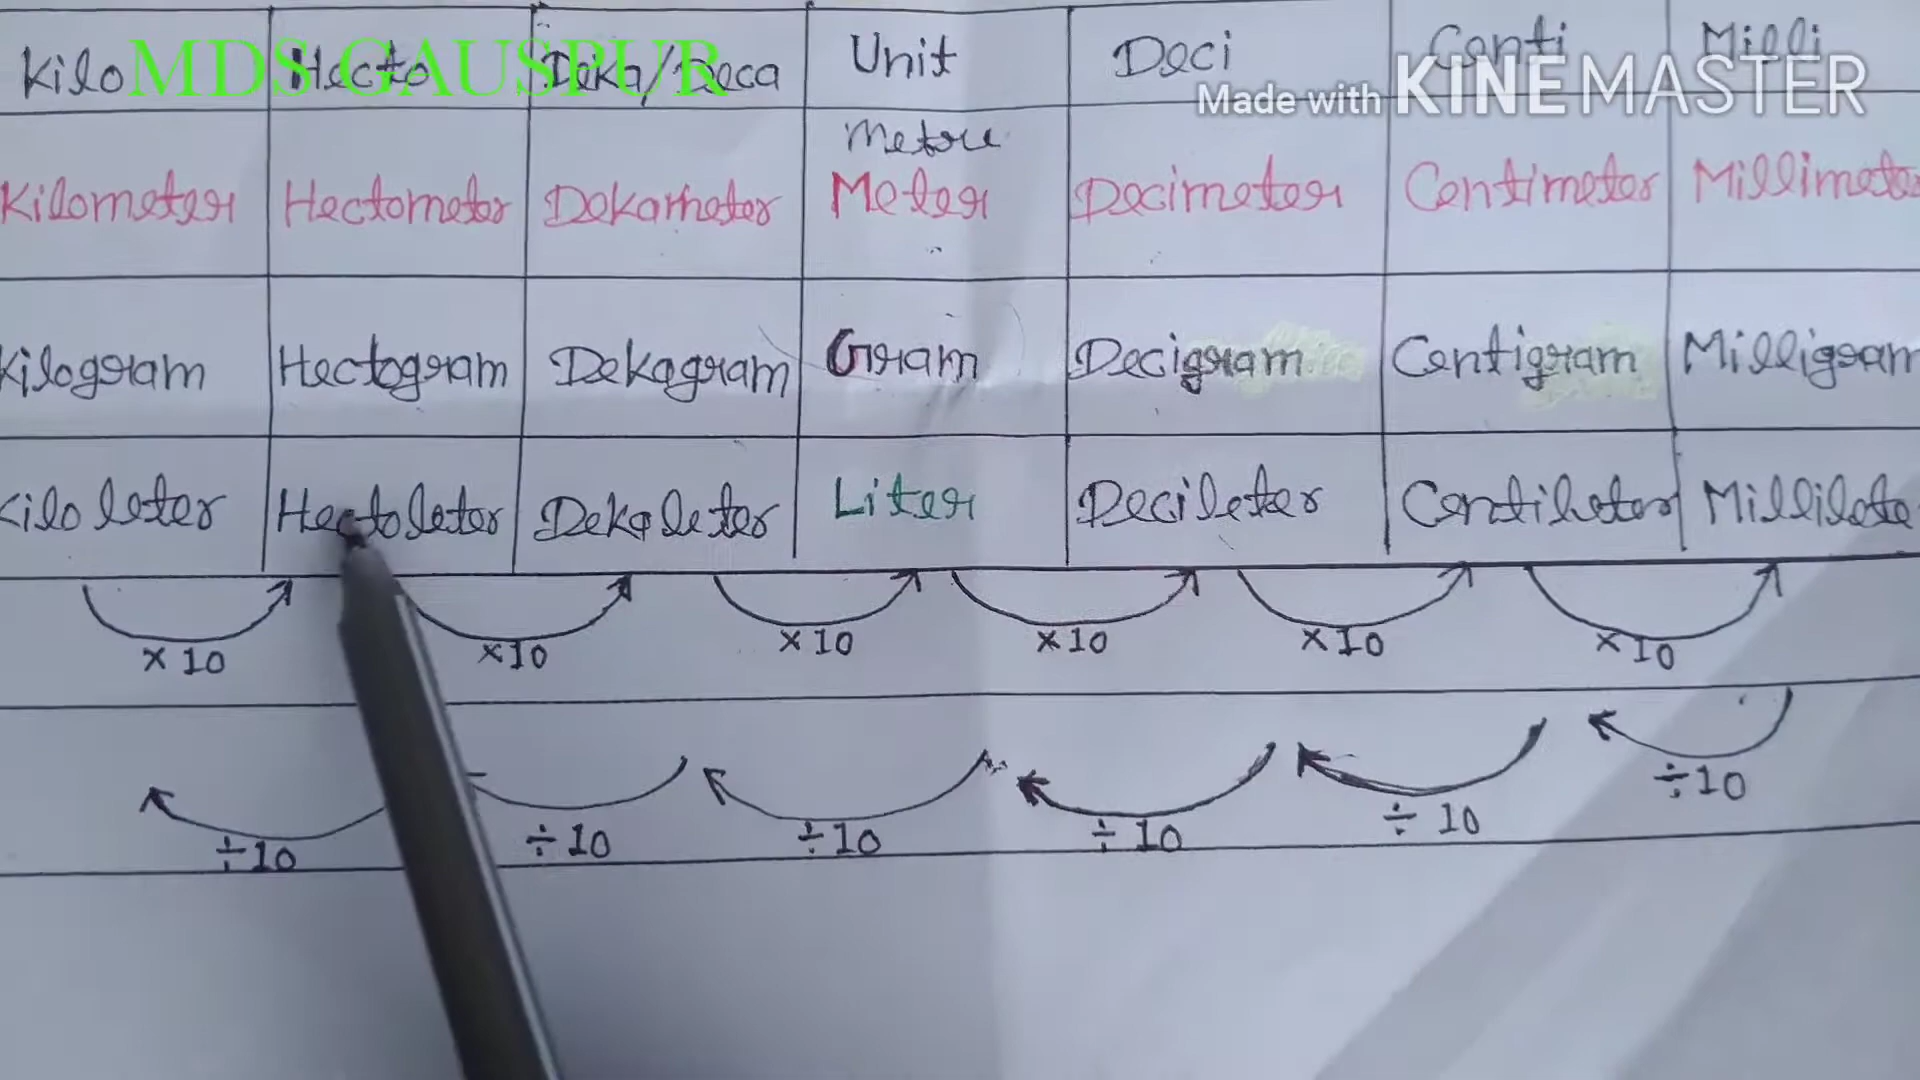 MDS GAUSPUR
Made with KINEMASTER
Kilo Hecto Deka/Deca Unit Deci Centi Milli
Metre
Kilometer Hectometer Dekameter Meter Decimeter Centimeter Millimeter
Kilogram Hectogram Dekagram Gram Decigram Centigram Milligram
Kilo leter Hectoleter Deka leter Liter Decileter Centileter Millilete
× 10 ×10 ×10 ×10 ×10 ×10
÷10 ÷10 ÷10 ÷10 ÷10 ÷10